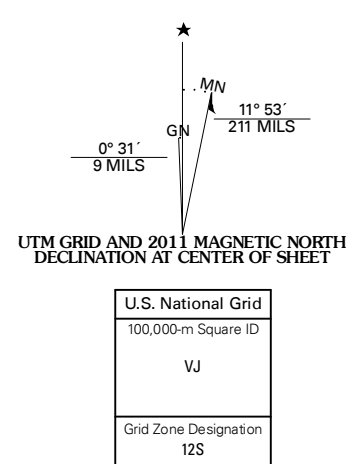 MN
11° 53´
211 MILS
GN
0° 31´
9 MILS
UTM GRID AND 2011 MAGNETIC NORTH
DECLINATION AT CENTER OF SHEET
U.S. National Grid
100,000-m Square ID
VJ
Grid Zone Designation
12S